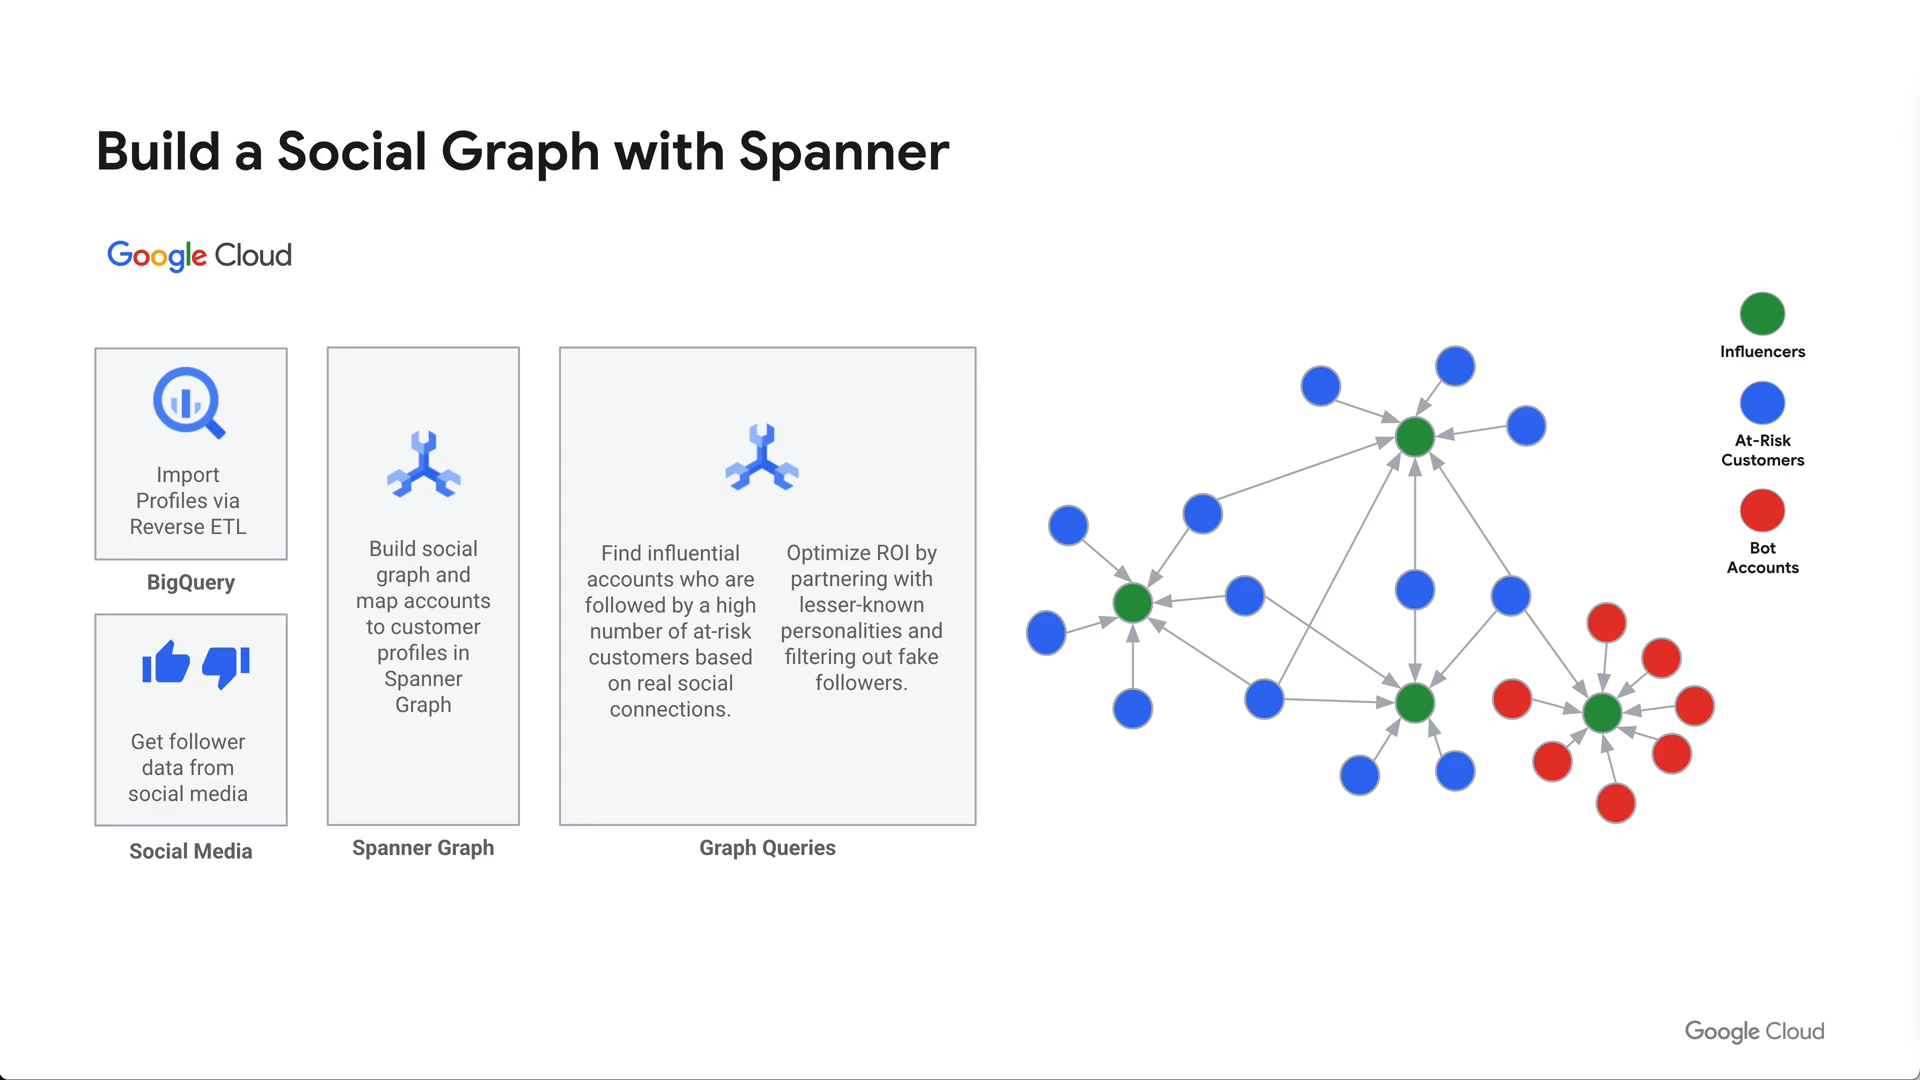 Build a Social Graph with Spanner
Google Cloud
Import
Profiles via
Reverse ETL
BigQuery
Get follower
data from
social media
Social Media
Build social
graph and
map accounts
to customer
profiles in
Spanner
Graph
Spanner Graph
Find influential
accounts who are
followed by a high
number of at-risk
customers based
on real social
connections.
Optimize ROI by
partnering with
lesser-known
personalities and
filtering out fake
followers.
Graph Queries
Influencers
At-Risk
Customers
Bot
Accounts
Google Cloud